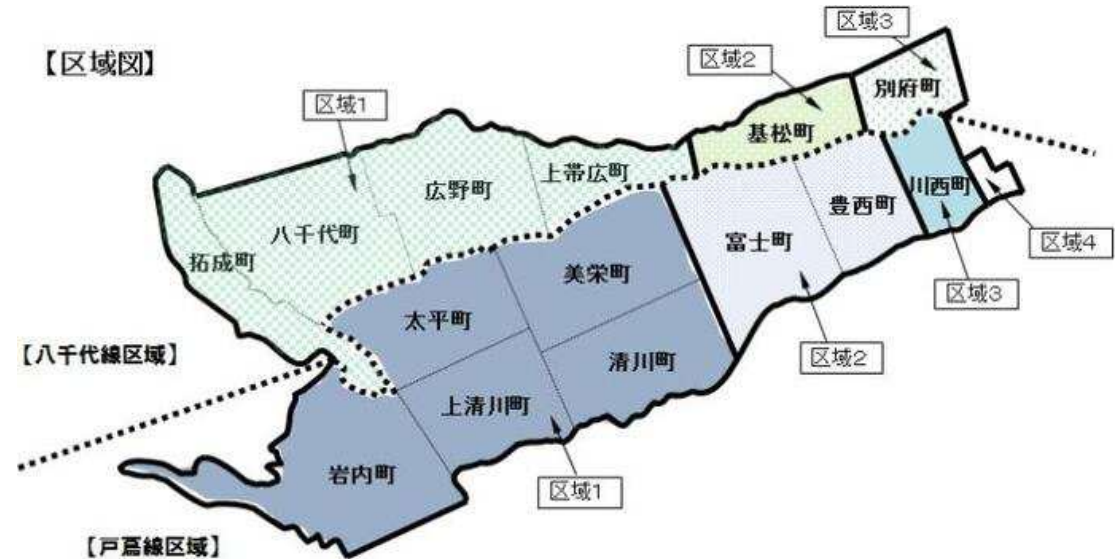 【区域図】
区域3
区域2
別府町
区域1
基松町
上帯広町
広野町
川西町
豊西町
八千代町
富士町
区域4
拓成町
美栄町
区域3
太平町
【八千代線区域】
清川町
区域2
上清川町
岩内町
区域1
【戸蔦線区域】